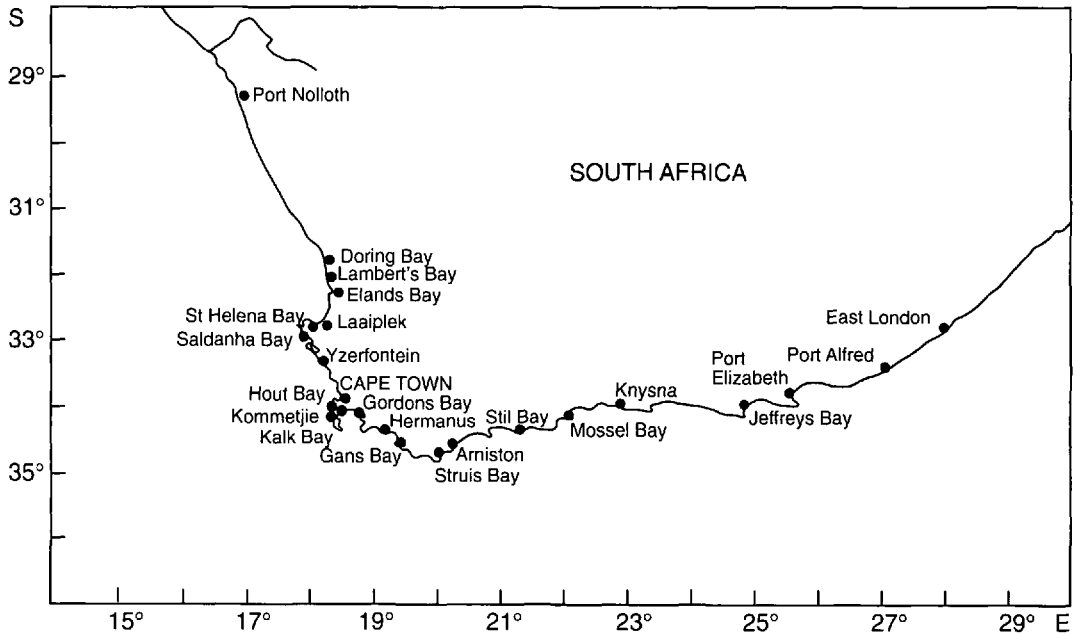 S
29°
Port Nolloth
SOUTH AFRICA
31°
Doring Bay
Lambert's Bay
Elands Bay
St Helena Bay
Laaiplek
Saldanha Bay
33°
Yzerfontein
East London
Port Alfred
Port
Elizabeth
CAPE TOWN
Hout Bay
Gordons Bay
Knysna
Kommetjie
Hermanus
Stil Bay
Jeffreys Bay
Mossel Bay
Kalk Bay
Gans Bay
Arniston
35°
Struis Bay
15°
17°
19°
21°
23°
25°
27°
29° E